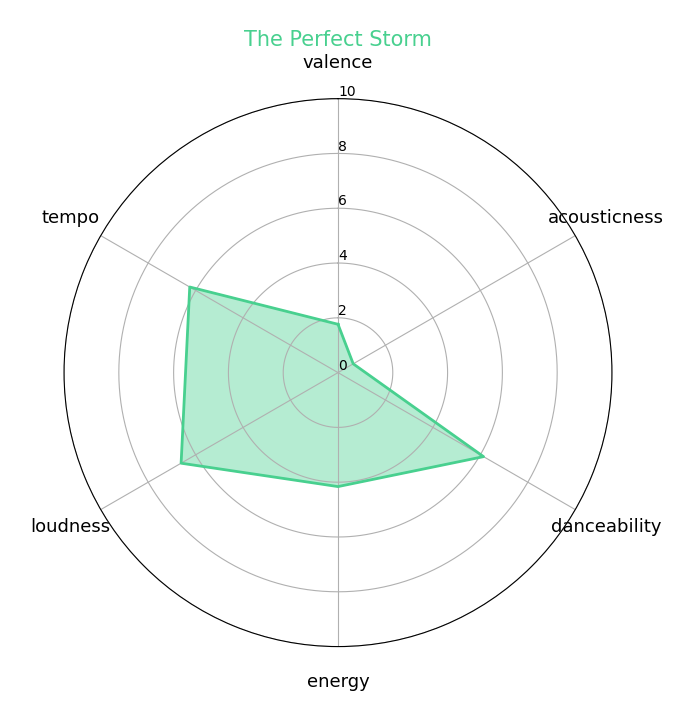 The Perfect Storm
valence
10
8
tempo
6
acousticness
4
2
0
loudness
danceability
energy